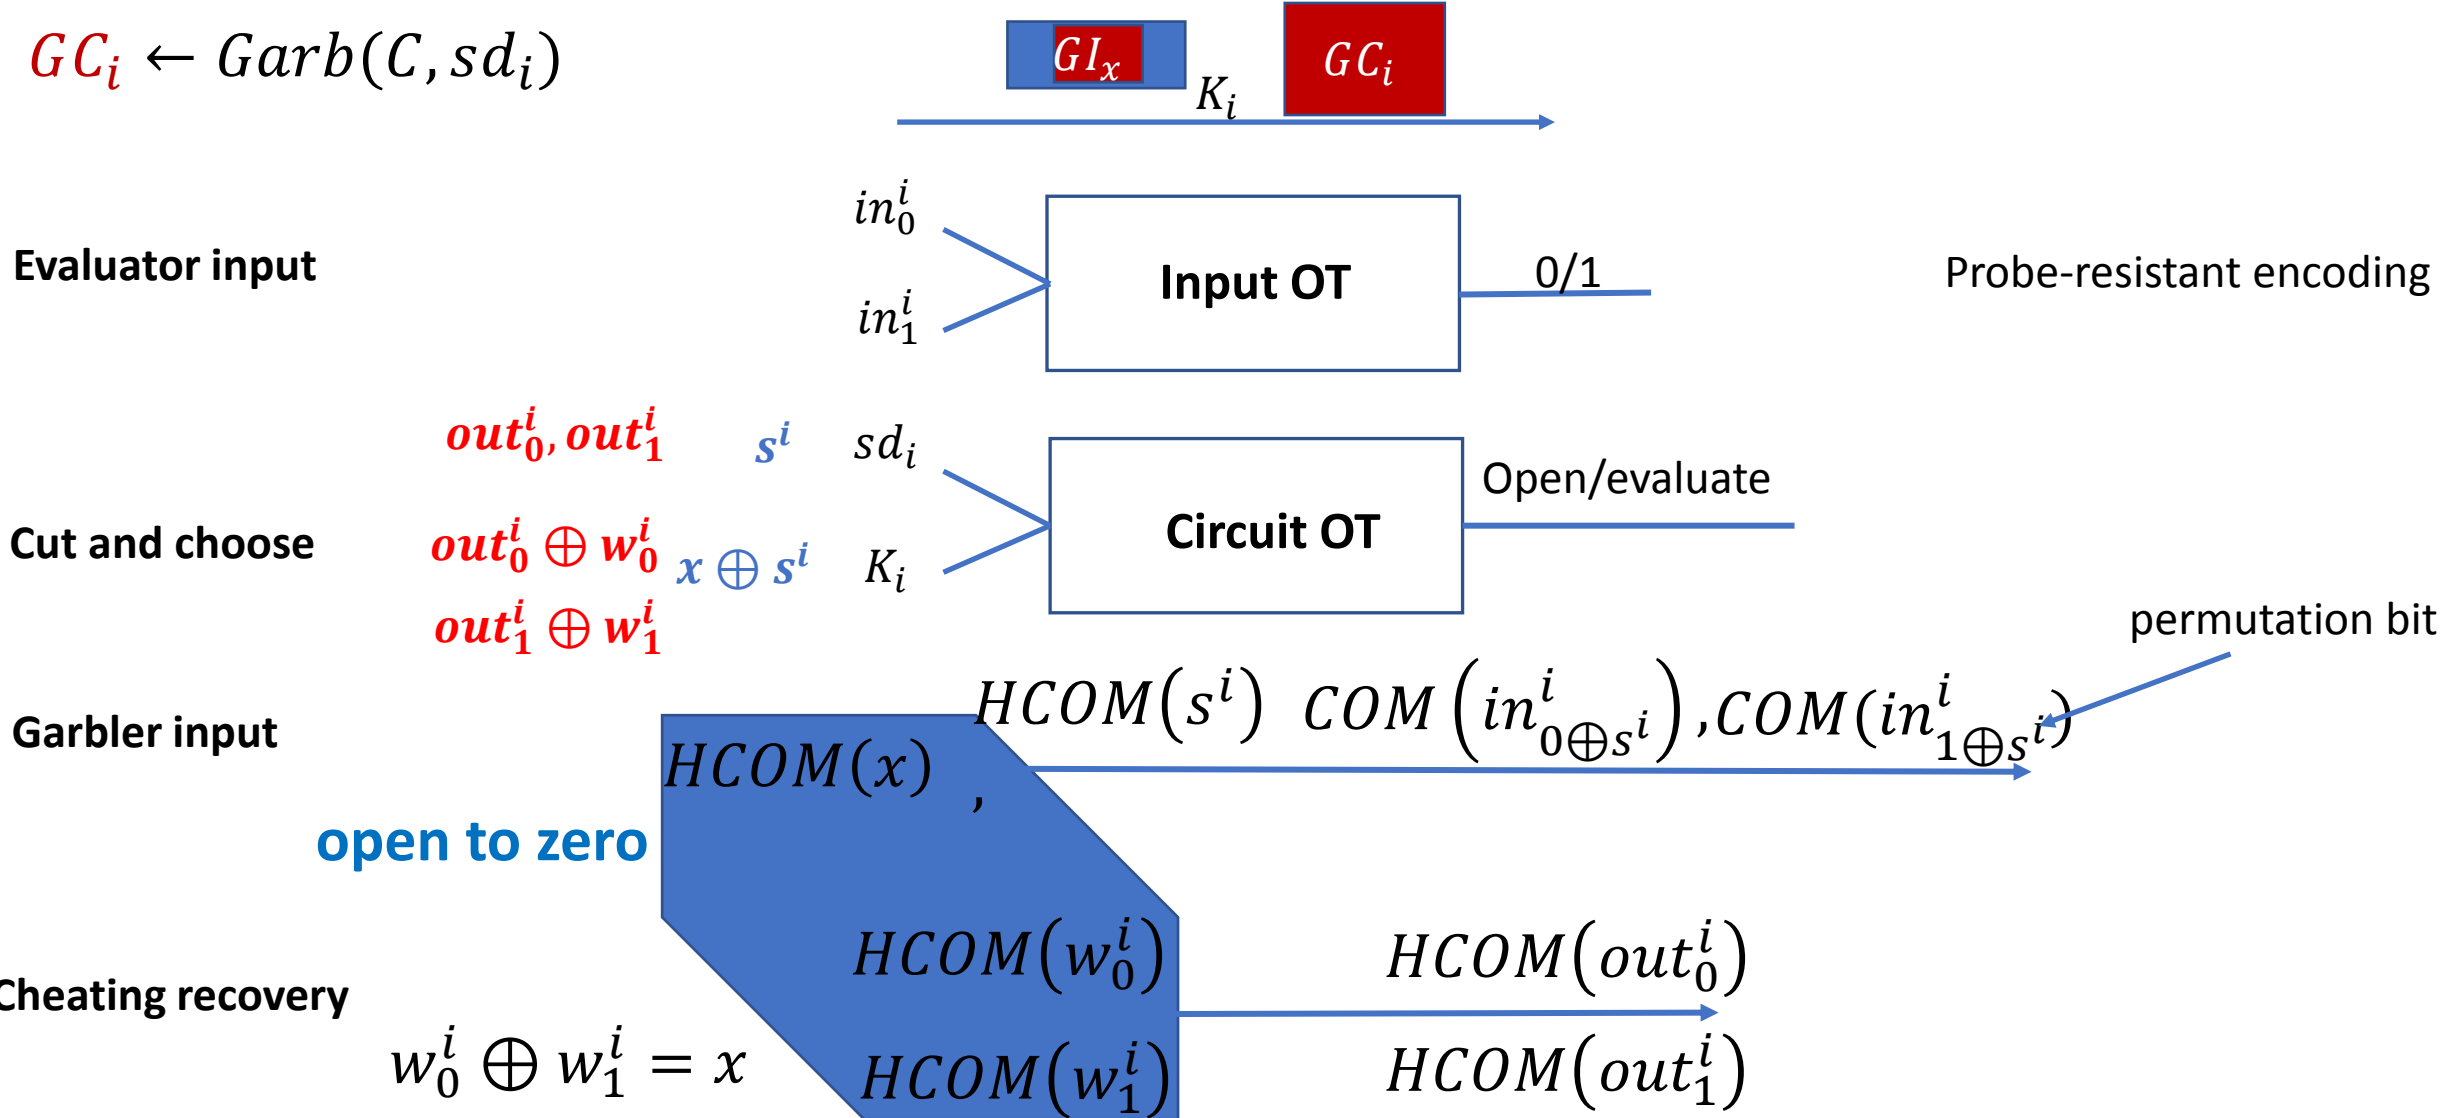 GC_i ← Garb(C, sd_i)
GI_x
K_i
GC_i
Evaluator input
in_0^i
in_1^i
Input OT
0/1
Probe-resistant encoding
out_0^i, out_1^i
s^i
sd_i
Circuit OT
Open/evaluate
Cut and choose
out_0^i ⊕ w_0^i
x ⊕ s^i
K_i
out_1^i ⊕ w_1^i
permutation bit
Garbler input
HCOM(x) ,
HCOM(s^i) COM(in_{0⊕s^i}^i), COM(in_{1⊕s^i}^i)
open to zero
HCOM(w_0^i)
HCOM(out_0^i)
Cheating recovery
w_0^i ⊕ w_1^i = x
HCOM(w_1^i)
HCOM(out_1^i)